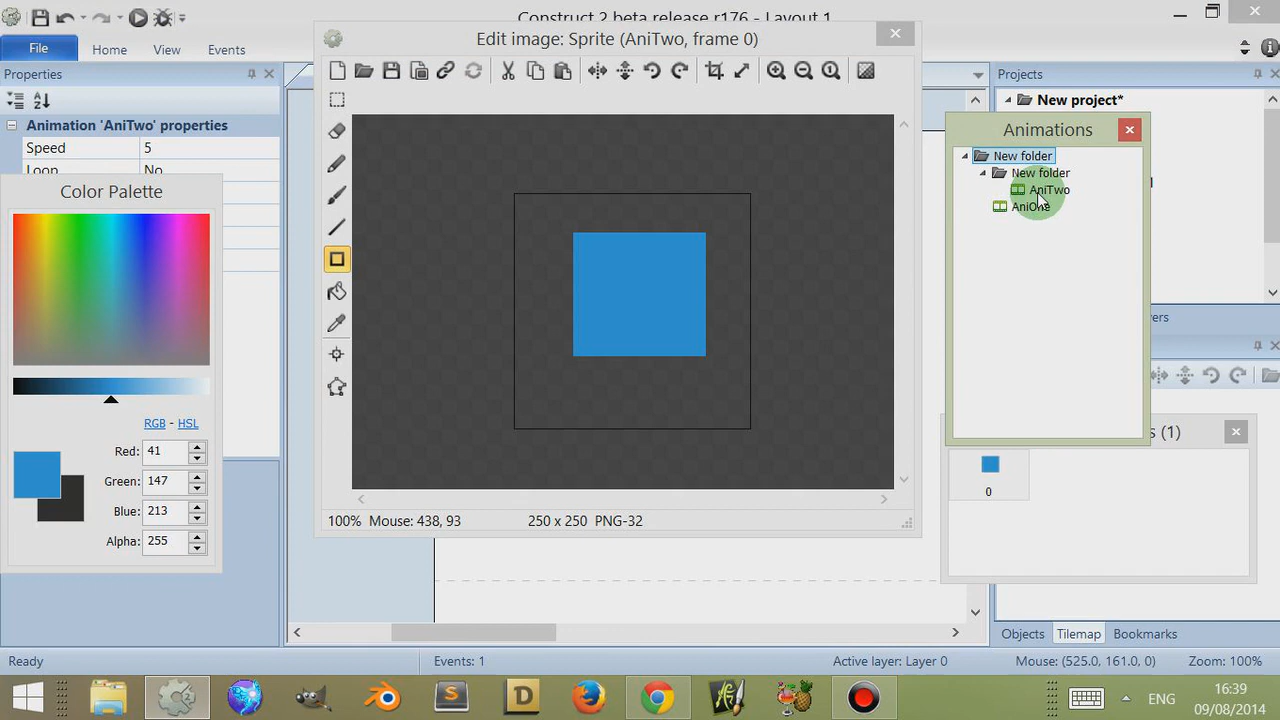 Construct 2 beta release r176 - Layout 1
File
Home
View
Events
Properties
Animation 'AniTwo' properties
Speed
5
Loop
No
Color Palette
RGB - HSL
Red:
41
Green:
147
Blue:
213
Alpha:
255
Edit image: Sprite (AniTwo, frame 0)
100% Mouse: 438, 93
250 x 250 PNG-32
Projects
New project*
Animations
New folder
New folder
AniTwo
AniOne
(1)
0
Objects
Tilemap
Bookmarks
Ready
Events: 1
Active layer: Layer 0
Mouse: (525.0, 161.0, 0)
Zoom: 100%
ENG
16:39
09/08/2014